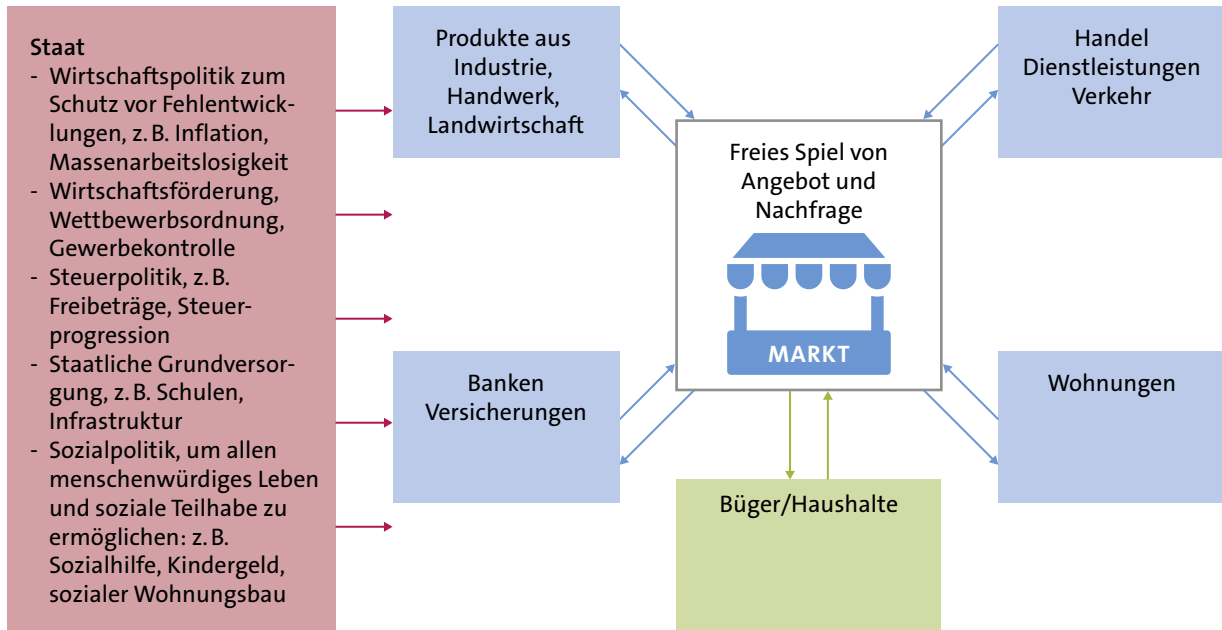 Staat
- Wirtschaftspolitik zum
Schutz vor Fehlentwick-
lungen, z. B. Inflation,
Massenarbeitslosigkeit
- Wirtschaftsförderung,
Wettbewerbsordnung,
Gewerbekontrolle
- Steuerpolitik, z. B.
Freibeträge, Steuer-
progression
- Staatliche Grundversor-
gung, z. B. Schulen,
Infrastruktur
- Sozialpolitik, um allen
menschenwürdiges Leben
und soziale Teilhabe zu
ermöglichen: z. B.
Sozialhilfe, Kindergeld,
sozialer Wohnungsbau
Produkte aus
Industrie,
Handwerk,
Landwirtschaft
Handel
Dienstleistungen
Verkehr
Freies Spiel von
Angebot und
Nachfrage
MARKT
Banken
Versicherungen
Wohnungen
Büger/Haushalte